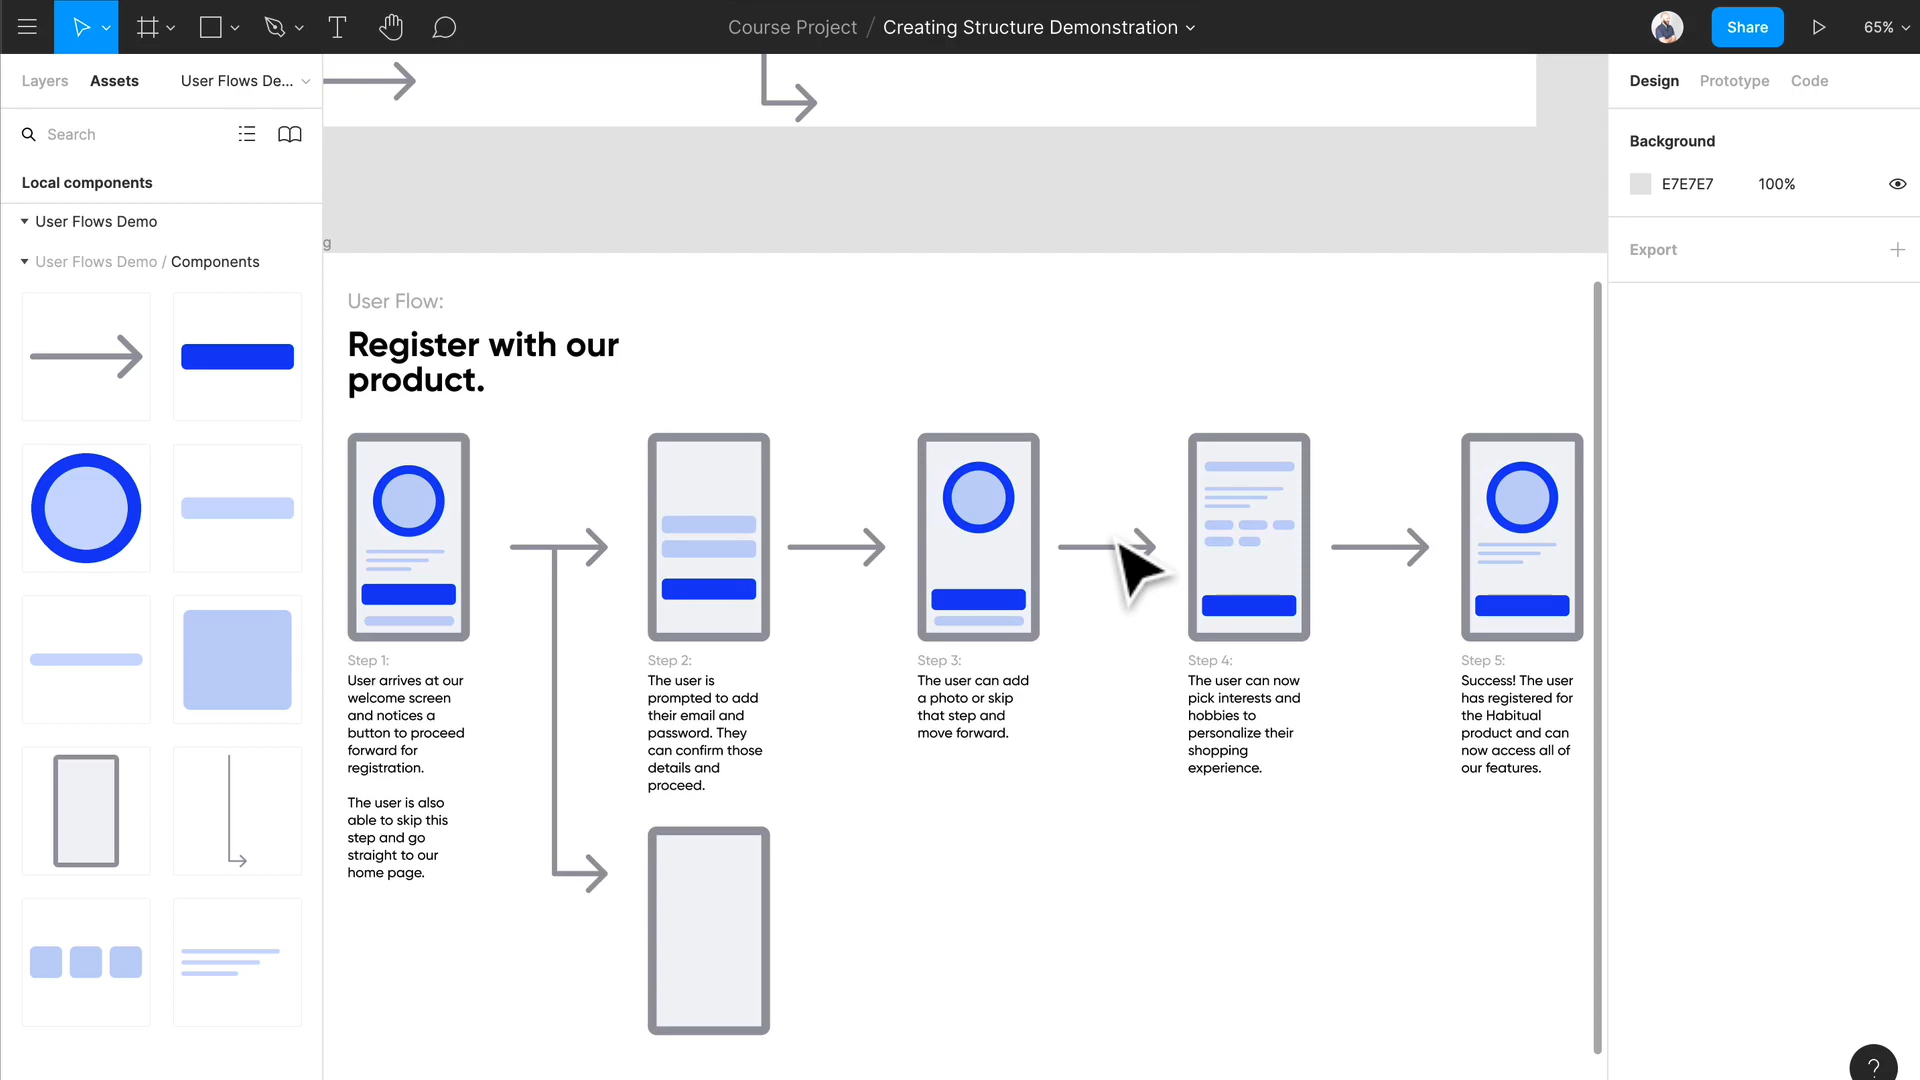 Course Project / Creating Structure Demonstration
Share
65%
Layers
Assets
User Flows De...
Search
Local components
User Flows Demo
User Flows Demo / Components
g
Design
Prototype
Code
Background
E7E7E7
100%
Export
User Flow:
Register with our
product.
Step 1:
User arrives at our
welcome screen
and notices a
button to proceed
forward for
registration.
The user is also
able to skip this
step and go
straight to our
home page.
Step 2:
The user is
prompted to add
their email and
password. They
can confirm those
details and
proceed.
Step 3:
The user can add
a photo or skip
that step and
move forward.
Step 4:
The user can now
pick interests and
hobbies to
personalize their
shopping
experience.
Step 5:
Success! The user
has registered for
the Habitual
product and can
now access all of
our features.
?